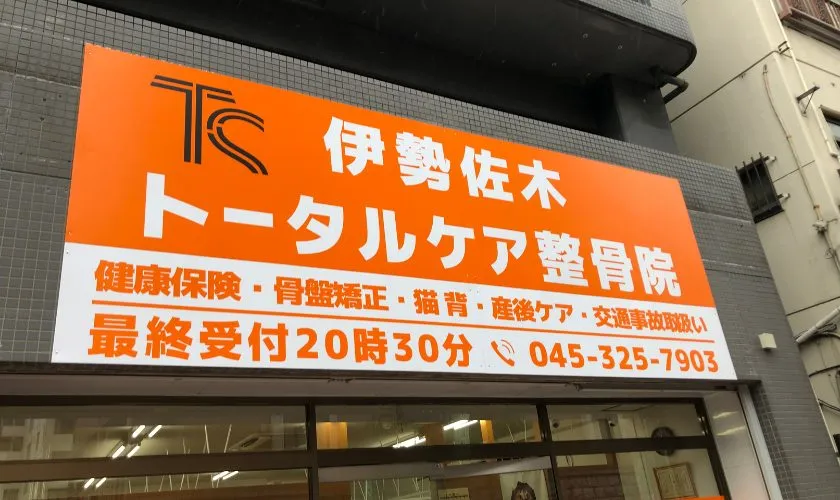 TC
伊勢佐木
トータルケア整骨院
健康保険・骨盤矯正・猫背・産後ケア・交通事故取扱い
最終受付20時30分 045-325-7903